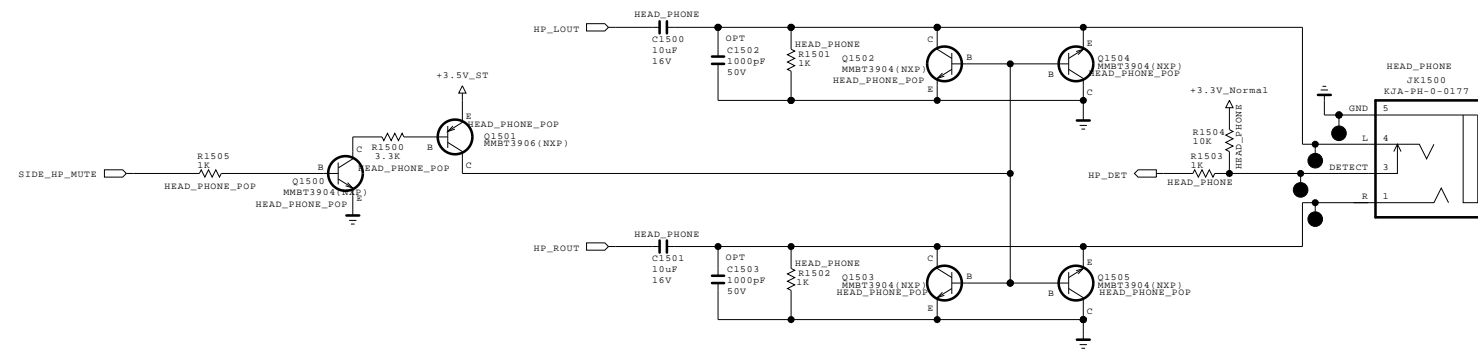 SIDE_HP_MUTE
R1505
1K
HEAD_PHONE_POP
B
C
E
Q1500
MMBT3904(NXP)
HEAD_PHONE_POP
R1500
3.3K
HEAD_PHONE_POP
+3.5V_ST
E
B
C
HEAD_PHONE_POP
Q1501
MMBT3906(NXP)
HP_LOUT
HEAD_PHONE
C1500
10uF
16V
OPT
C1502
1000pF
50V
HEAD_PHONE
R1501
1K
Q1502
MMBT3904(NXP)
HEAD_PHONE_POP
C
B
E
E
B
C
Q1504
MMBT3904(NXP)
HEAD_PHONE_POP
HP_ROUT
HEAD_PHONE
C1501
10uF
16V
OPT
C1503
1000pF
50V
HEAD_PHONE
R1502
1K
Q1503
MMBT3904(NXP)
HEAD_PHONE_POP
C
B
E
E
B
C
Q1505
MMBT3904(NXP)
HEAD_PHONE_POP
+3.3V_Normal
R1504
10K
HEAD_PHONE
R1503
1K
HEAD_PHONE
HP_DET
HEAD_PHONE
JK1500
KJA-PH-0-0177
GND 5
L 4
DETECT 3
R 1